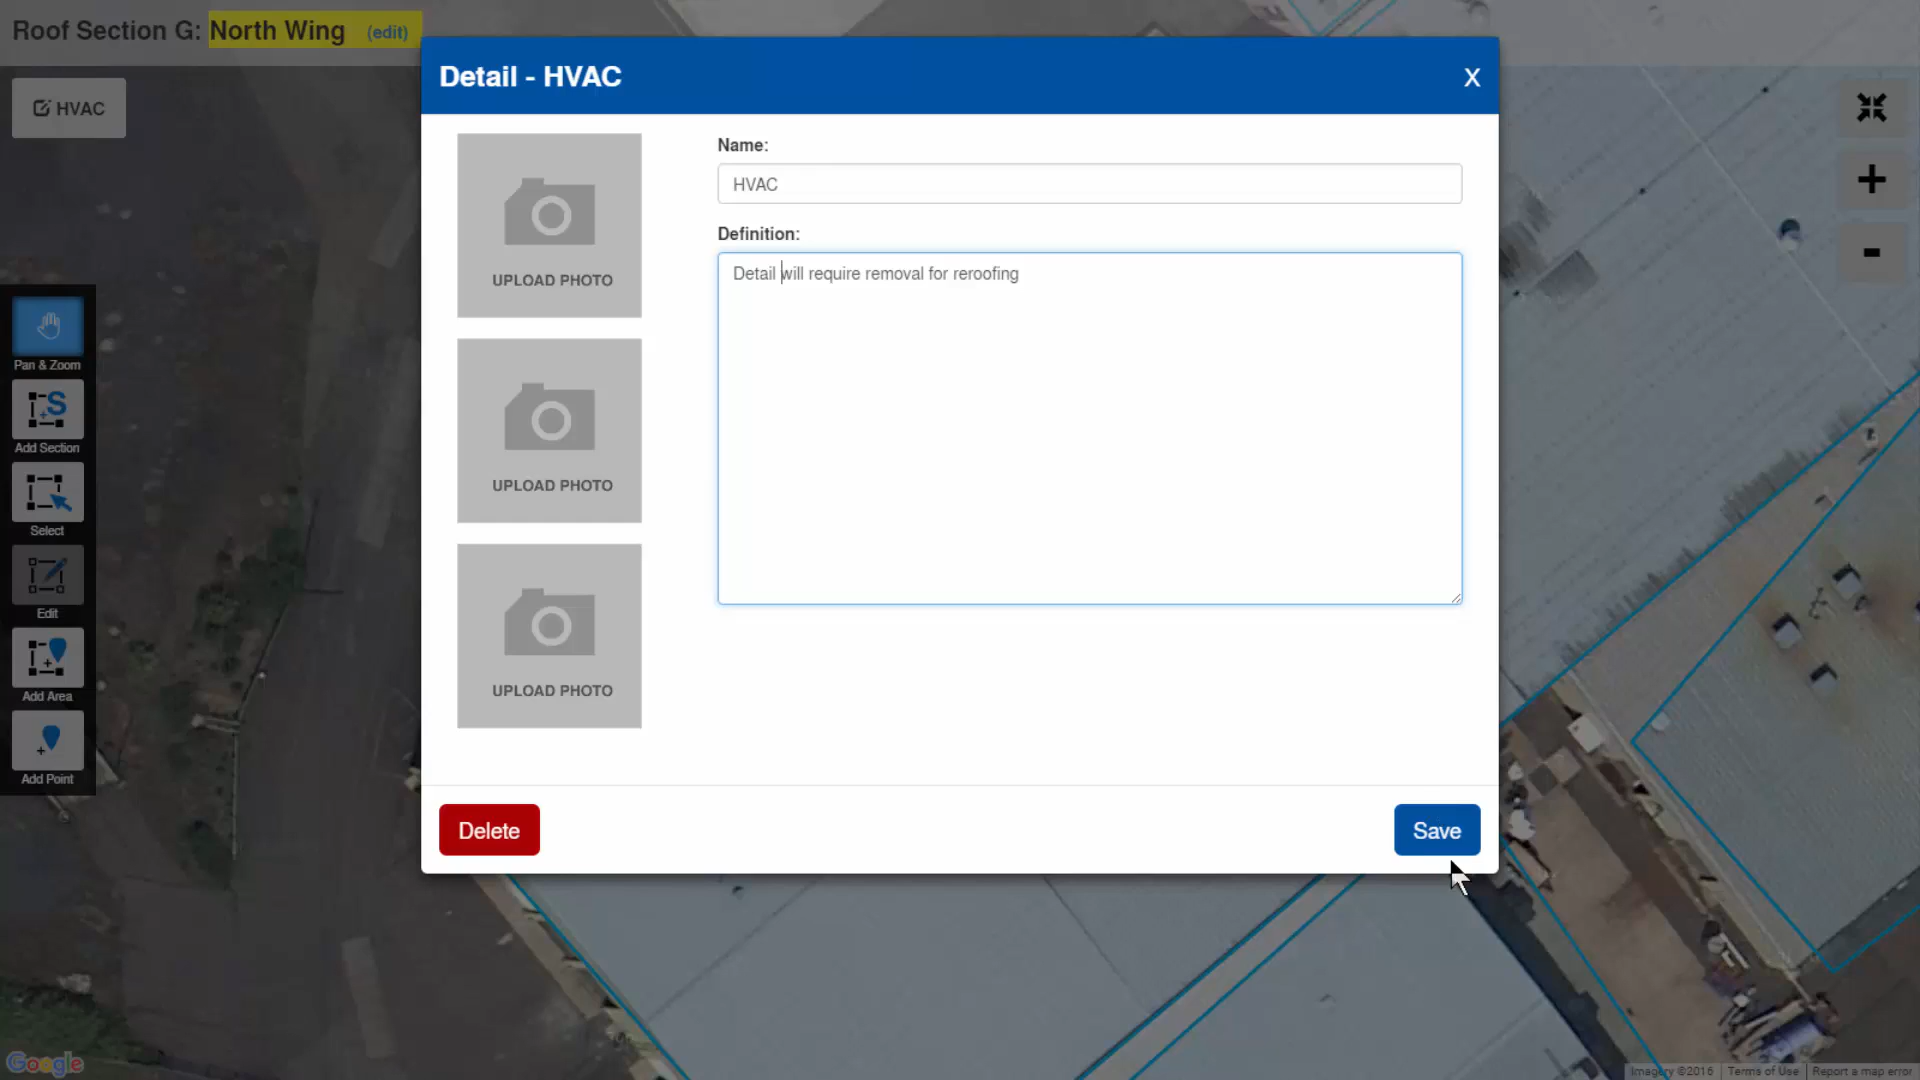 Roof Section G: North Wing (edit)
HVAC
Detail - HVAC
X
Name:
HVAC
Definition:
Detail will require removal for reroofing
UPLOAD PHOTO
UPLOAD PHOTO
UPLOAD PHOTO
Delete
Save
Pan & Zoom
Add Section
Select
Edit
Add Area
Add Point
+
-
Google
Imagery ©2016 Terms of Use Report a map error